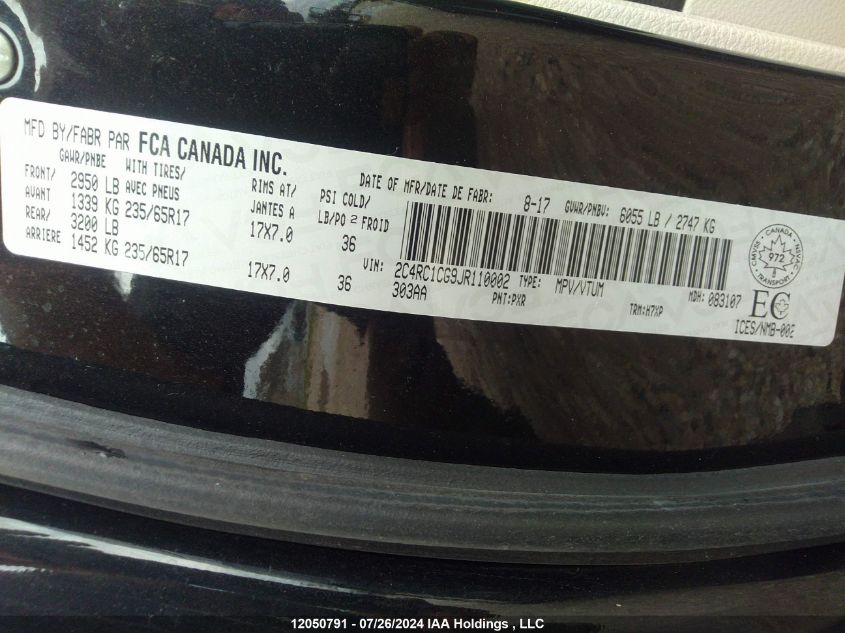 MFD BY/FABR PAR FCA CANADA INC.
DATE OF MFR/DATE DE FABR: 8-17 GVWR/PNBV: 6055 LB / 2747 KG
GAWR/PNBE WITH TIRES/ RIMS AT/ PSI COLD/
FRONT/ 2950 LB AVEC PNEUS JANTES A LB/PO 2 FROID
AVANT 1339 KG 235/65R17 17X7.0 36
REAR/ 3200 LB
ARRIERE 1452 KG 235/65R17 17X7.0 36
VIN: 2C4RC1CG9JR110002 TYPE: MPV/VTUM MDH: 083107
303AA PNT:PXR TRM:H7XP
CMVSS CANADA NSVAC
972
TRANSPORT
EC
ICES/NMB-002
12050791 - 07/26/2024 IAA Holdings , LLC